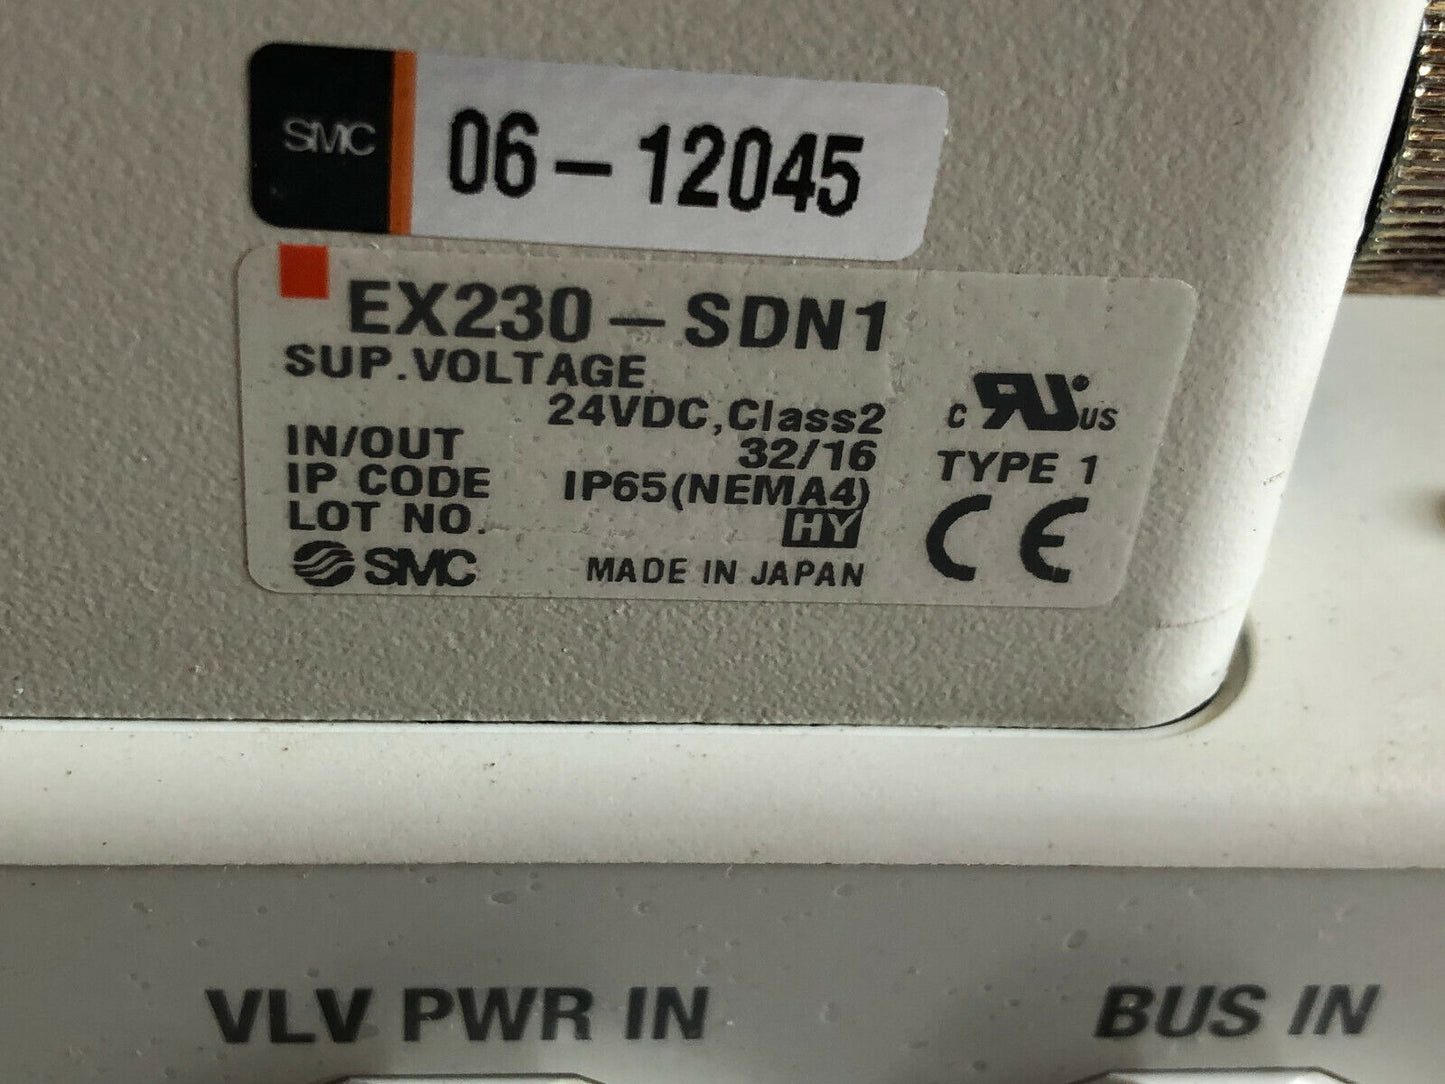 SMC 06-12045
EX230-SDN1
SUP.VOLTAGE
24VDC,Class2
IN/OUT 32/16
IP CODE IP65(NEMA4)
LOT NO. HY
SMC MADE IN JAPAN
c RU US
TYPE 1
CE
VLV PWR IN
BUS IN